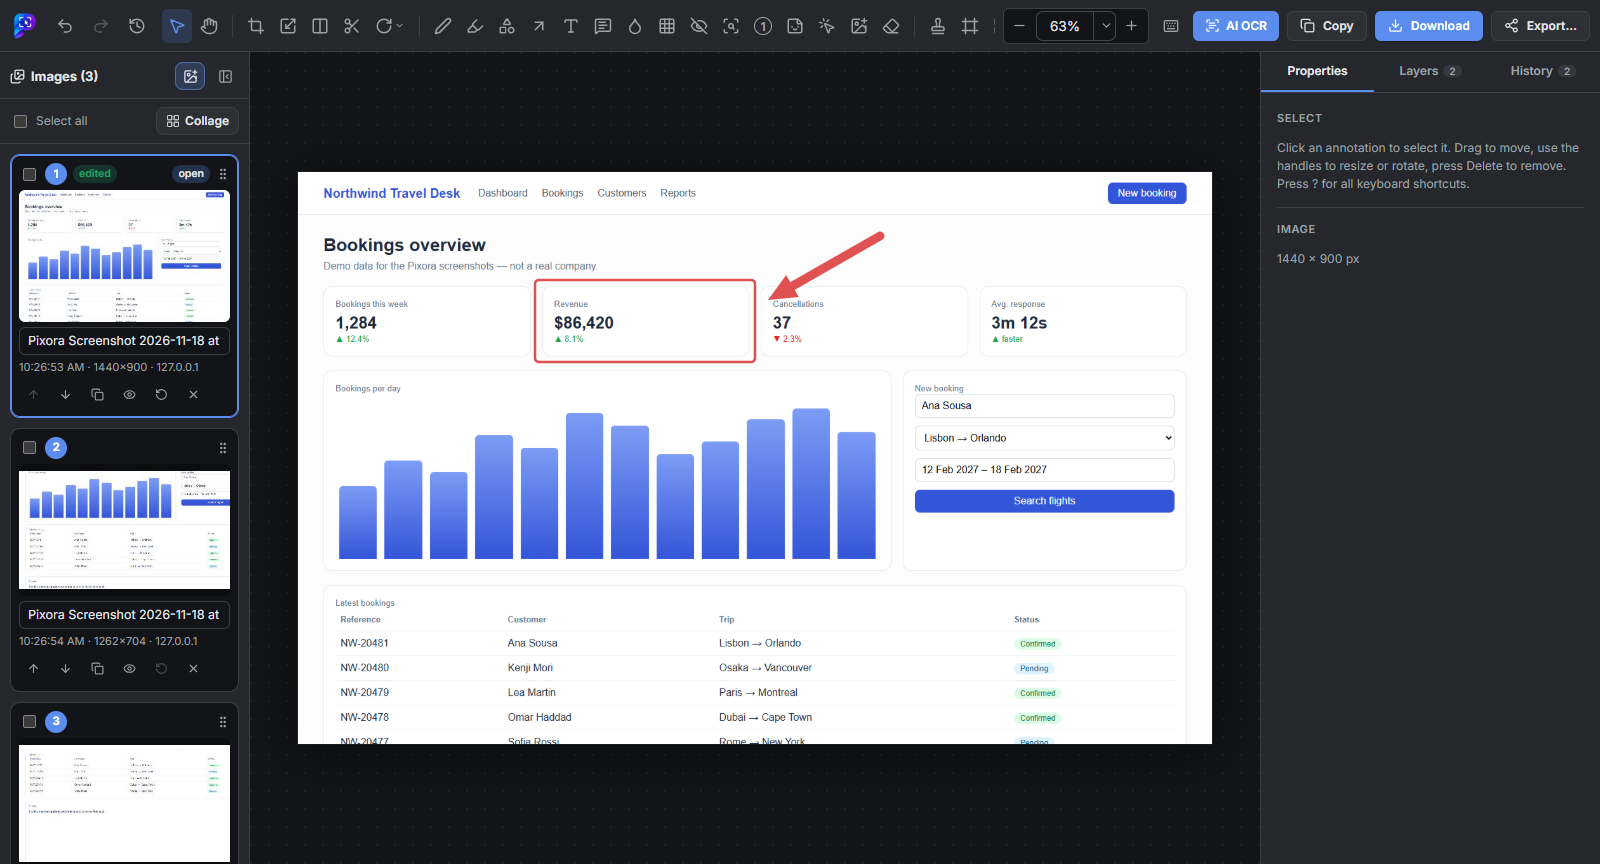 63%
AI OCR
Copy
Download
Export...
Images (3)
Select all
Collage
1 edited open
Pixora Screenshot 2026-11-18 at
10:26:53 AM · 1440×900 · 127.0.0.1
2
Pixora Screenshot 2026-11-18 at
10:26:54 AM · 1262×704 · 127.0.0.1
3
Northwind Travel Desk Dashboard Bookings Customers Reports New booking
Bookings overview
Demo data for the Pixora screenshots — not a real company.
Bookings this week
1,284
▲ 12.4%
Revenue
$86,420
▲ 8.1%
Cancellations
37
▼ 2.3%
Avg. response
3m 12s
▲ faster
Bookings per day
New booking
Ana Sousa
Lisbon → Orlando
12 Feb 2027 – 18 Feb 2027
Search flights
Latest bookings
Reference Customer Trip Status
NW-20481 Ana Sousa Lisbon → Orlando Confirmed
NW-20480 Kenji Mori Osaka → Vancouver Pending
NW-20479 Lea Martin Paris → Montreal Confirmed
NW-20478 Omar Haddad Dubai → Cape Town Confirmed
NW-20477 Sofia Rossi Rome → New York Pending
Properties Layers 2 History 2
SELECT
Click an annotation to select it. Drag to move, use the
handles to resize or rotate, press Delete to remove.
Press ? for all keyboard shortcuts.
IMAGE
1440 × 900 px